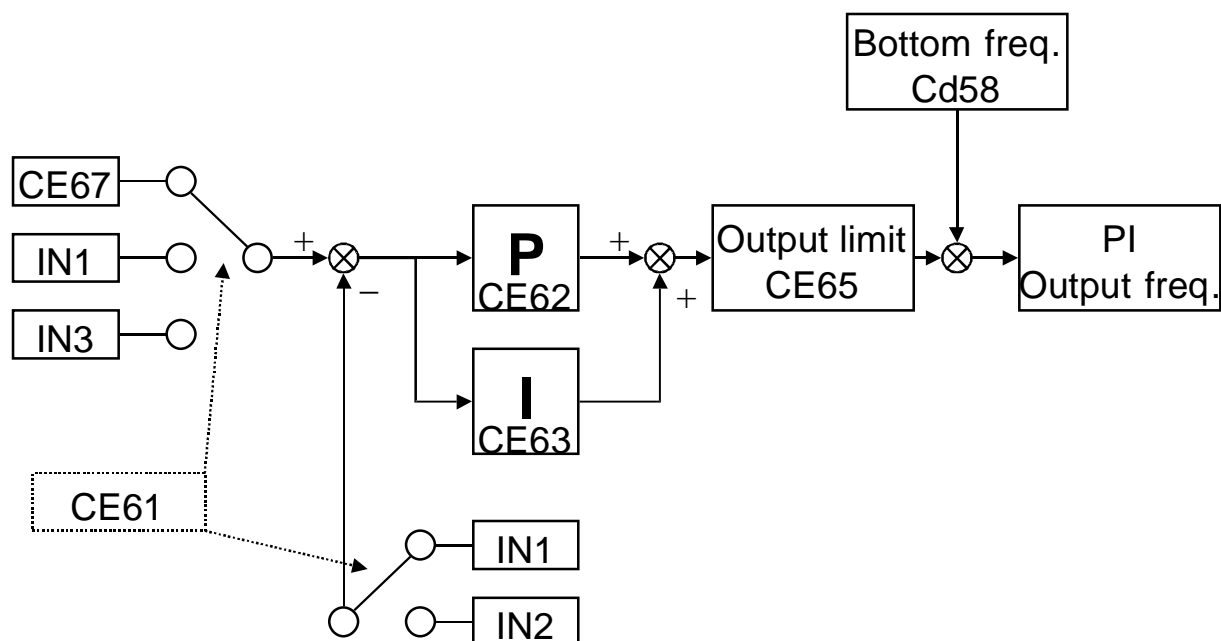 Bottom freq.
Cd58
CE67
IN1
IN3
+
−
P
CE62
I
CE63
+
+
Output limit
CE65
PI
Output freq.
CE61
IN1
IN2